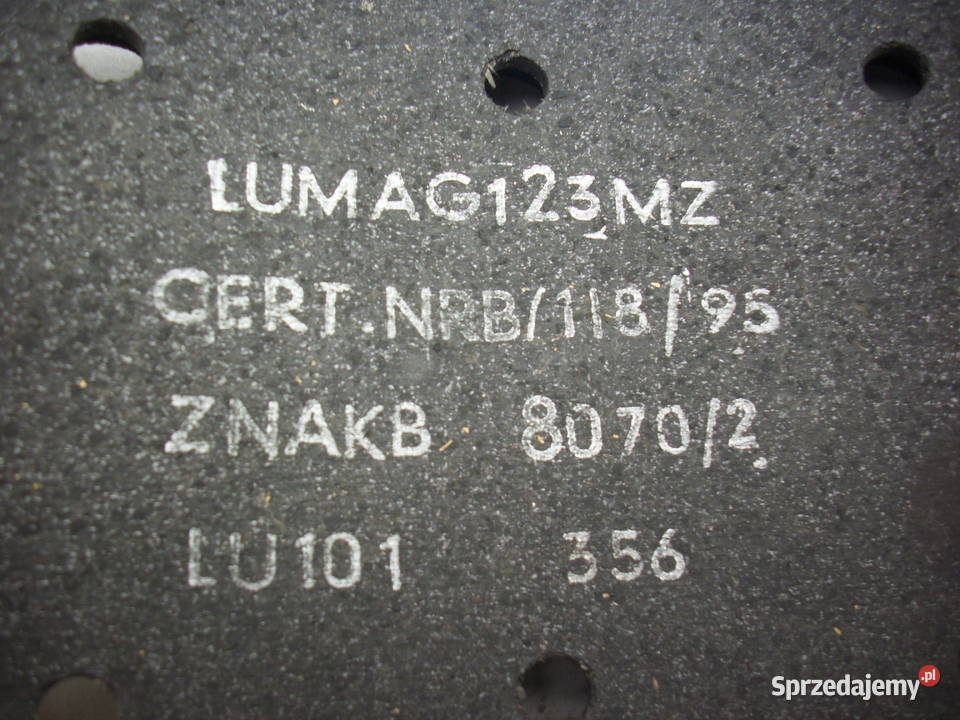 LUMAG123MZ
CERT.NRB/118/95
ZNAKB 8070/2
LU101 356
Sprzedajemy.pl